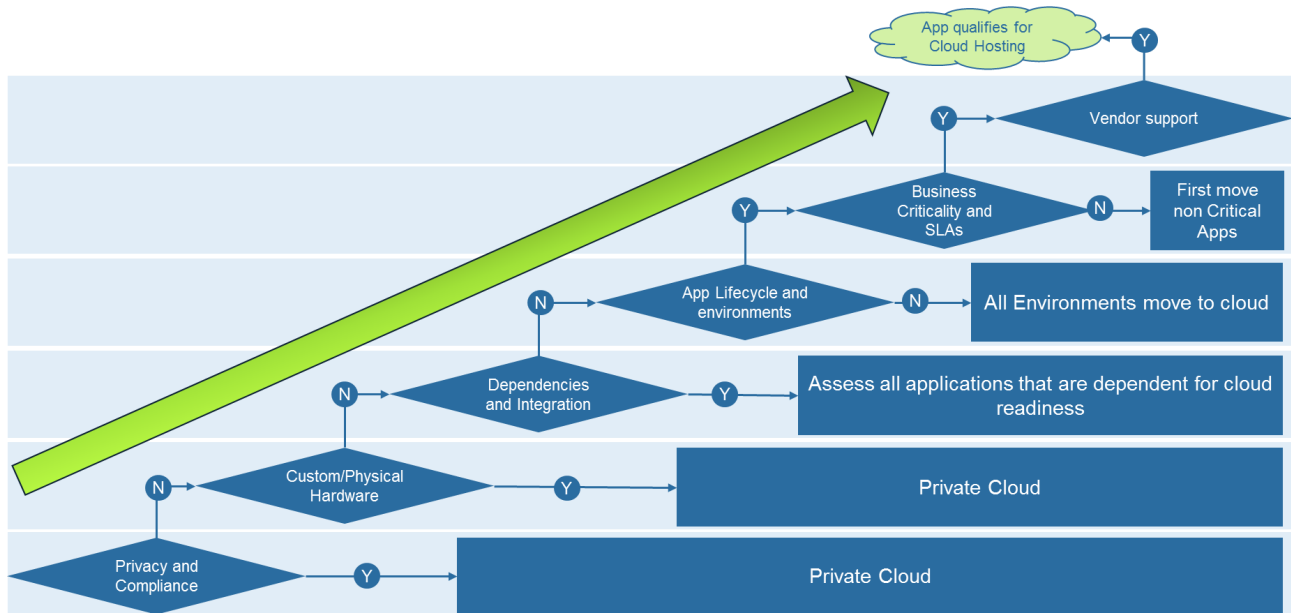 App qualifies for
Cloud Hosting
Y
Y
Vendor support
Y
Business
Criticality and
SLAs
N
First move
non Critical
Apps
N
App Lifecycle and
environments
N
All Environments move to cloud
N
Dependencies
and Integration
Y
Assess all applications that are dependent for cloud
readiness
N
Custom/Physical
Hardware
Y
Private Cloud
Privacy and
Compliance
Y
Private Cloud